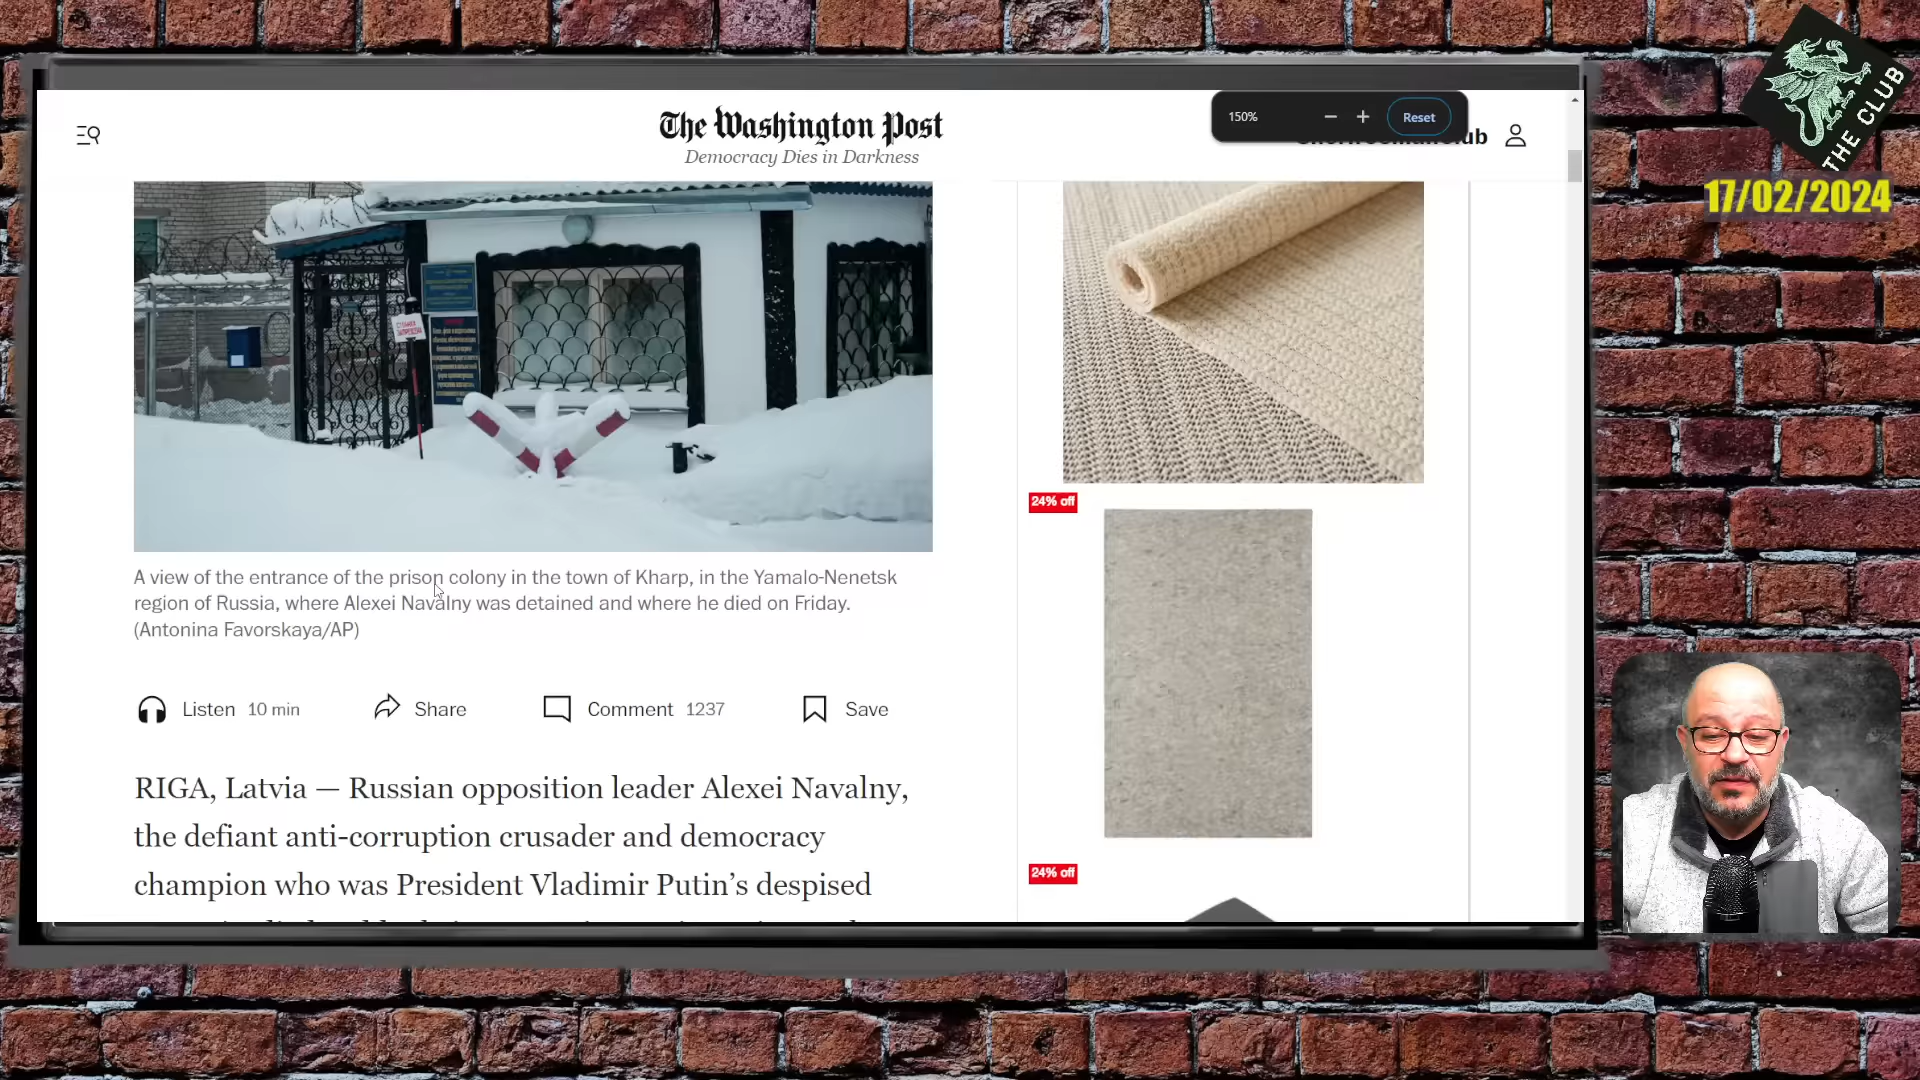 The Washington Post
Democracy Dies in Darkness
150%
Reset
THE CLUB
17/02/2024
24% off
A view of the entrance of the prison colony in the town of Kharp, in the Yamalo-Nenetsk
region of Russia, where Alexei Navalny was detained and where he died on Friday.
(Antonina Favorskaya/AP)
Listen 10 min
Share
Comment 1237
Save
24% off
RIGA, Latvia — Russian opposition leader Alexei Navalny,
the defiant anti-corruption crusader and democracy
champion who was President Vladimir Putin’s despised